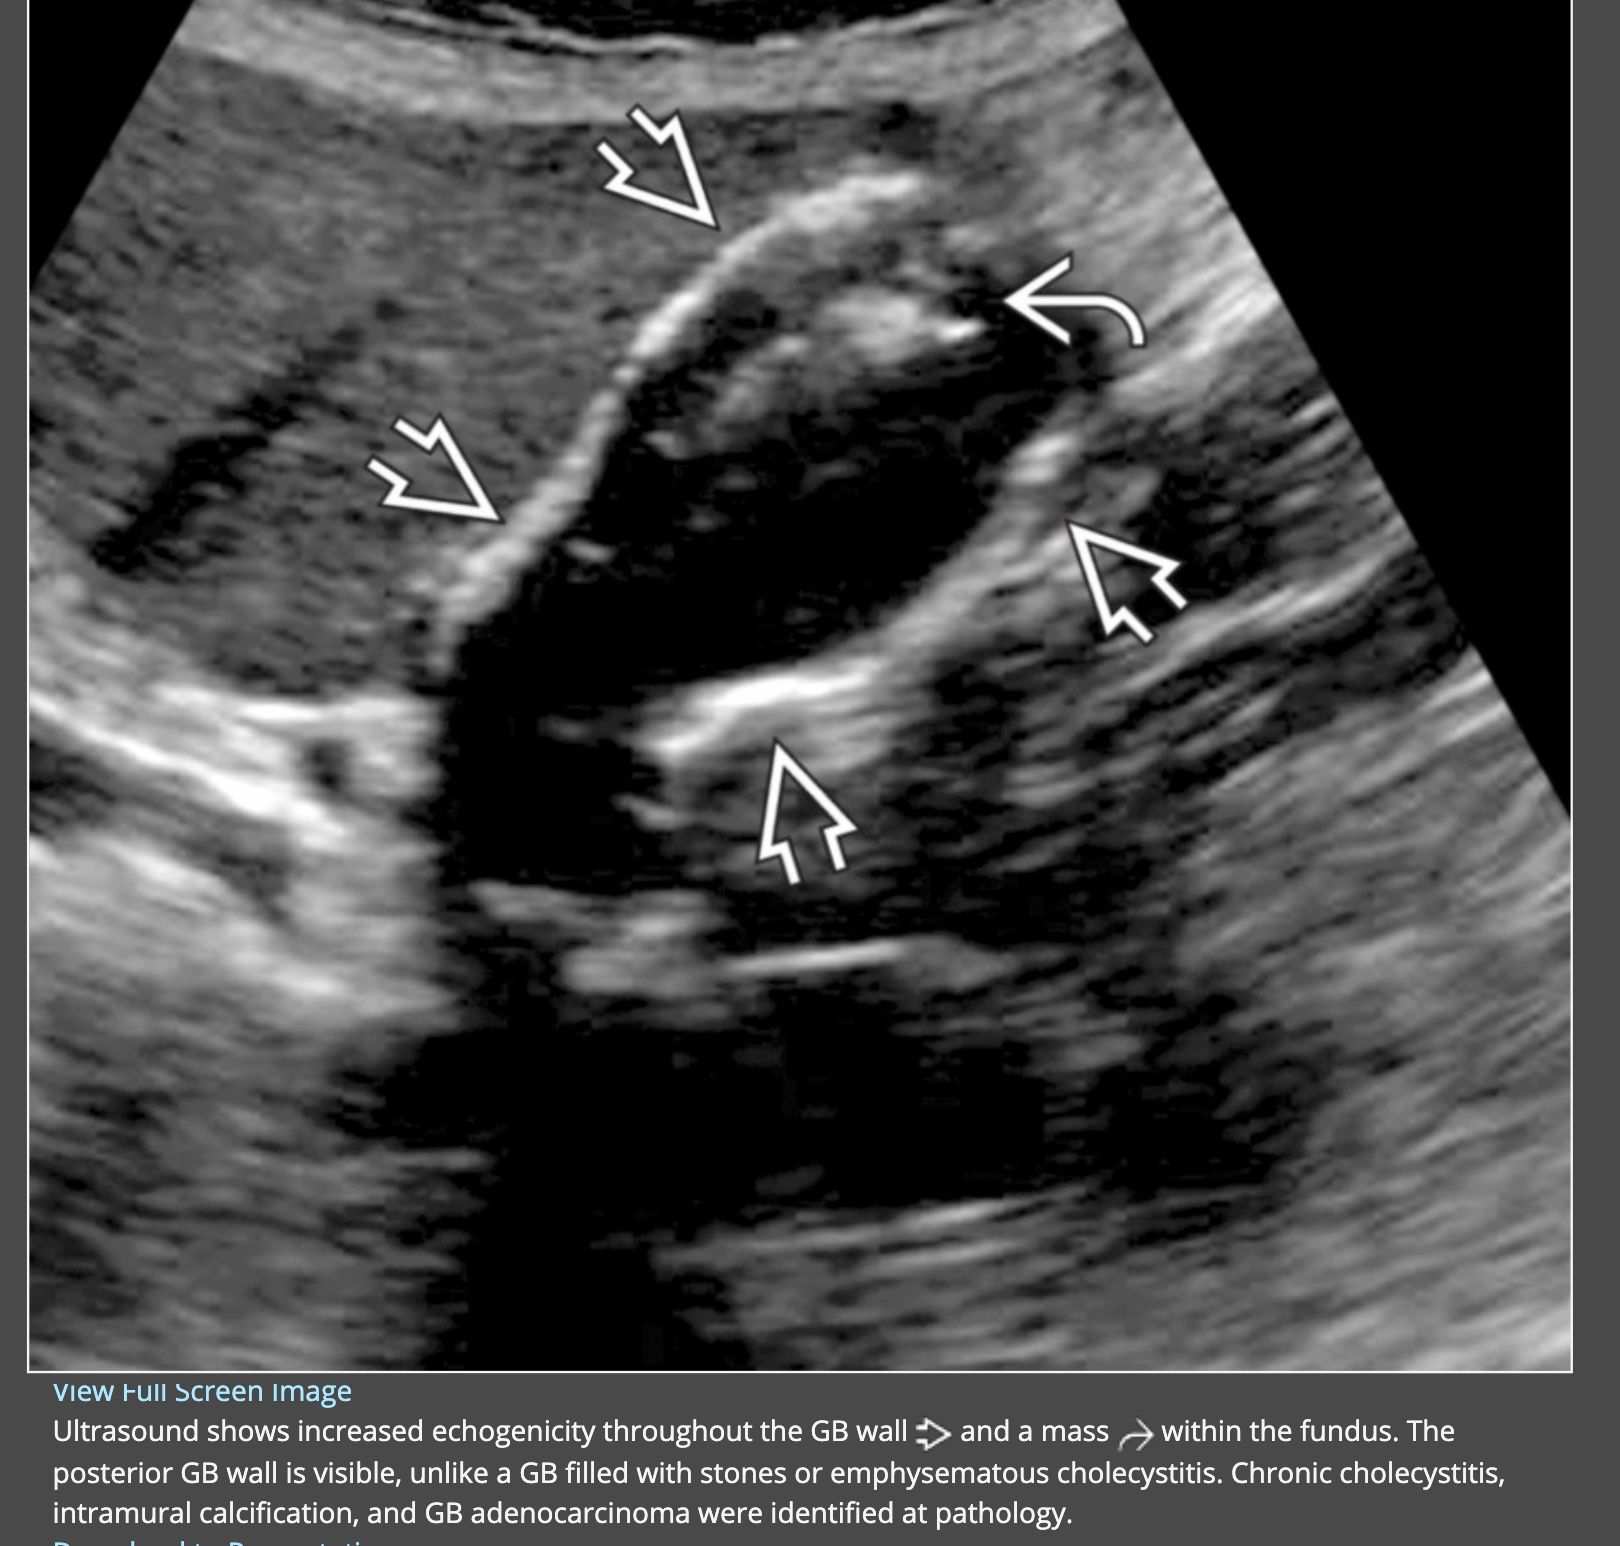 View Full Screen Image
Ultrasound shows increased echogenicity throughout the GB wall and a mass within the fundus. The
posterior GB wall is visible, unlike a GB filled with stones or emphysematous cholecystitis. Chronic cholecystitis,
intramural calcification, and GB adenocarcinoma were identified at pathology.